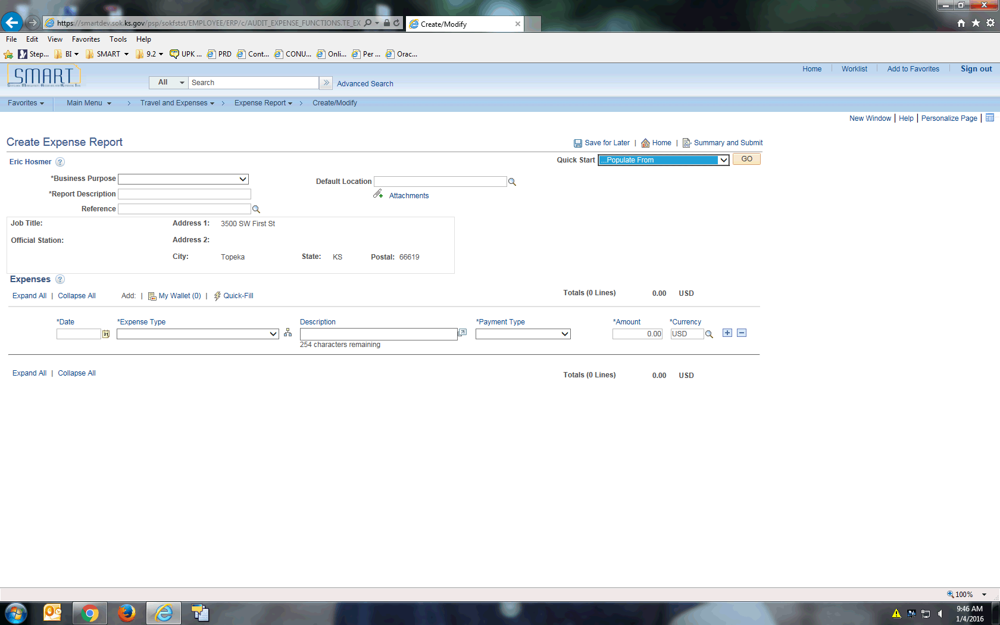 https://smartdev.sok.ks.gov/psp/sokfstst/EMPLOYEE/ERP/c/AUDIT_EXPENSE_FUNCTIONS.TE_EX
Create/Modify
File Edit View Favorites Tools Help
Step... BI SMART 9.2 UPK ... PRD Cont... CONU... Onli... Per ... Orac...
SMART
All Search Advanced Search
Home Worklist Add to Favorites Sign out
Favorites Main Menu > Travel and Expenses > Expense Report > Create/Modify
New Window | Help | Personalize Page |
Create Expense Report
Save for Later | Home | Summary and Submit
Eric Hosmer ?
Quick Start ...Populate From GO
*Business Purpose
Default Location
*Report Description
Attachments
Reference
Job Title: Address 1: 3500 SW First St
Official Station: Address 2:
City: Topeka State: KS Postal: 66619
Expenses ?
Expand All | Collapse All Add: | My Wallet (0) | Quick-Fill
Totals (0 Lines) 0.00 USD
*Date *Expense Type Description *Payment Type *Amount *Currency
31 0.00 USD
254 characters remaining
Expand All | Collapse All
Totals (0 Lines) 0.00 USD
100%
9:46 AM
1/4/2016